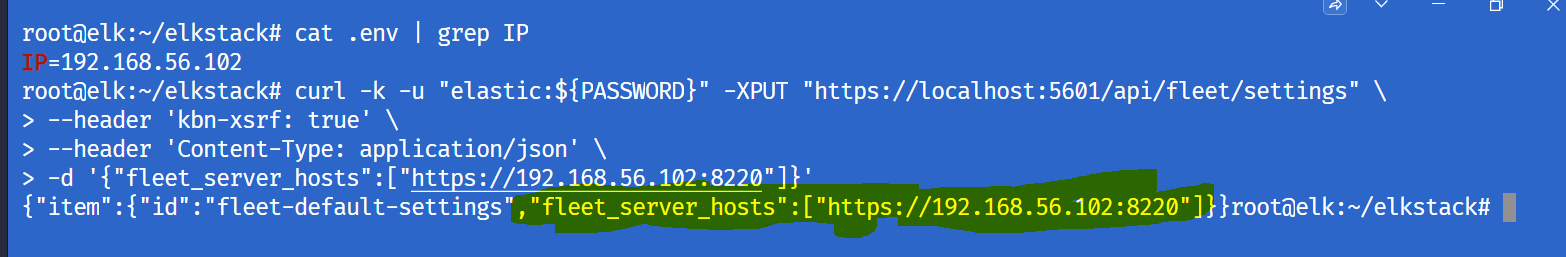 root@elk:~/elkstack# cat .env | grep IP
IP=192.168.56.102
root@elk:~/elkstack# curl -k -u "elastic:${PASSWORD}" -XPUT "https://localhost:5601/api/fleet/settings" \
> --header 'kbn-xsrf: true' \
> --header 'Content-Type: application/json' \
> -d '{"fleet_server_hosts":["https://192.168.56.102:8220"]}'
{"item":{"id":"fleet-default-settings","fleet_server_hosts":["https://192.168.56.102:8220"]}}root@elk:~/elkstack#